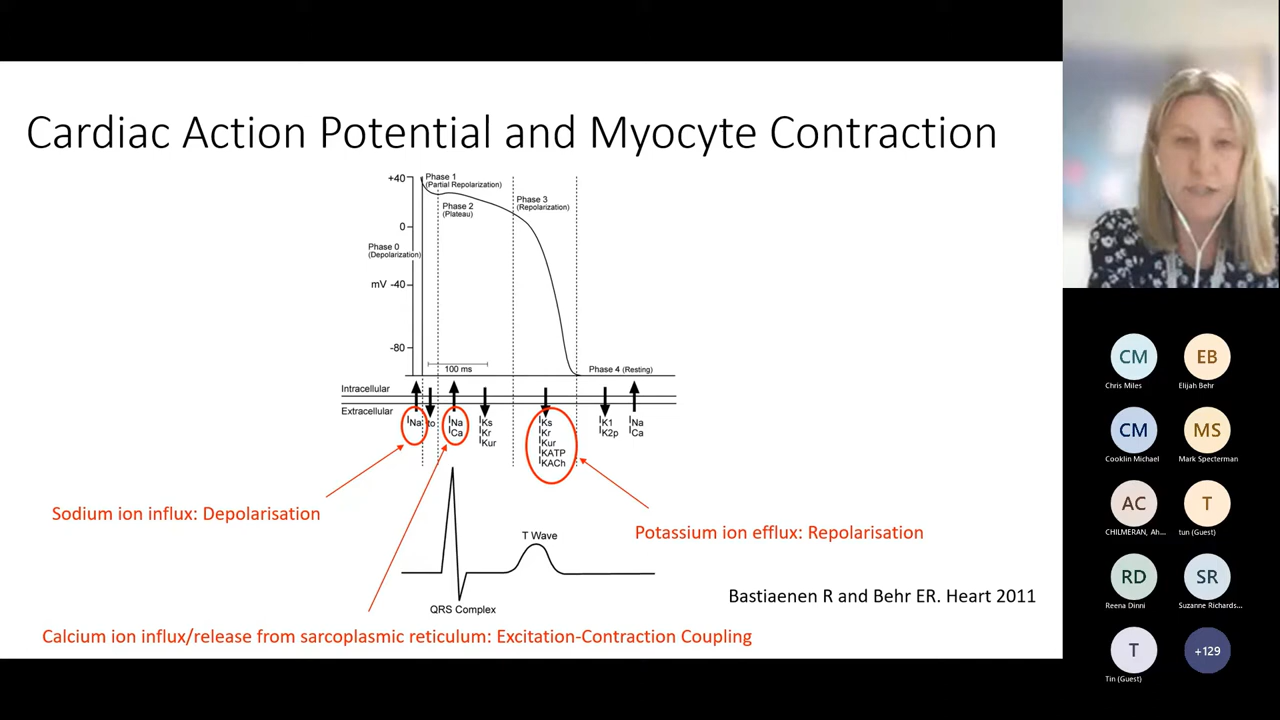 Cardiac Action Potential and Myocyte Contraction
+40
Phase 1
(Partial Repolarization)
Phase 2
(Plateau)
Phase 3
(Repolarization)
0
Phase 0
(Depolarization)
mV -40
-80
100 ms
Phase 4 (Resting)
Intracellular
Extracellular
INa
to
INa
ICa
IKs
IKr
IKur
IKs
IKr
IKur
IKATP
IKACh
IK1
IK2p
INa
ICa
Sodium ion influx: Depolarisation
Potassium ion efflux: Repolarisation
T Wave
QRS Complex
Bastiaenen R and Behr ER. Heart 2011
Calcium ion influx/release from sarcoplasmic reticulum: Excitation-Contraction Coupling
CM
Chris Miles
EB
Elijah Behr
CM
Cooklin Michael
MS
Mark Specterman
AC
CHILMERAN, Ah...
T
tun (Guest)
RD
Reena Dinni
SR
Suzanne Richards...
T
Tin (Guest)
+129